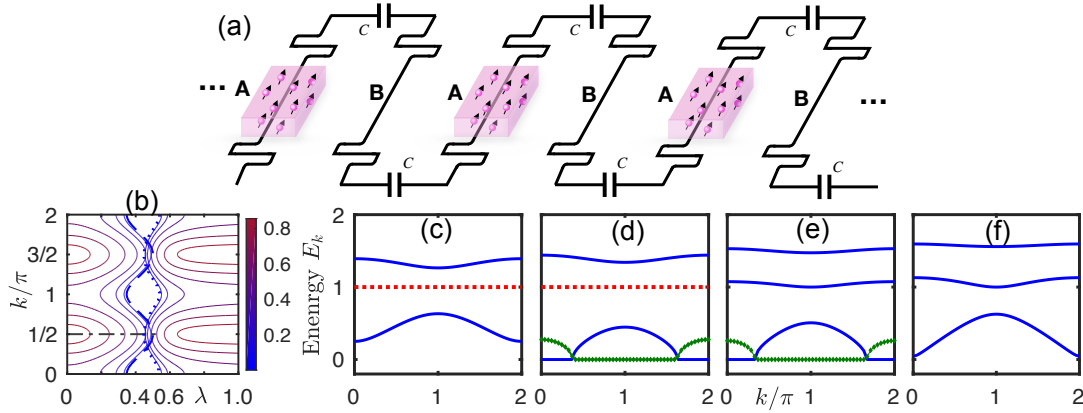 (a)
C C C
... A B A B A B ...
C C C
(b) (c) (d) (e) (f)
2
3/2
1
1/2
0
k/π
0 0.4 0.6 λ 1.0
0.8
0.6
0.4
0.2
Enenrgy E_k
2
1
0
0 1 2
0 1 2
0 1 2
0 1 2
k/π